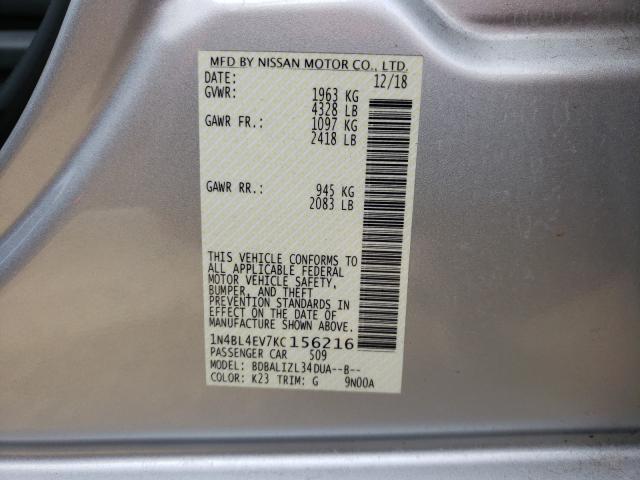 MFD BY NISSAN MOTOR CO., LTD.
DATE: 12/18
GVWR: 1963 KG
4328 LB
GAWR FR.: 1097 KG
2418 LB
GAWR RR.: 945 KG
2083 LB
THIS VEHICLE CONFORMS TO
ALL APPLICABLE FEDERAL
MOTOR VEHICLE SAFETY,
BUMPER, AND THEFT
PREVENTION STANDARDS IN
EFFECT ON THE DATE OF
MANUFACTURE SHOWN ABOVE.
1N4BL4EV7KC156216
PASSENGER CAR 509
MODEL: BDBALIZL34DUA--B--
COLOR: K23 TRIM: G 9N00A